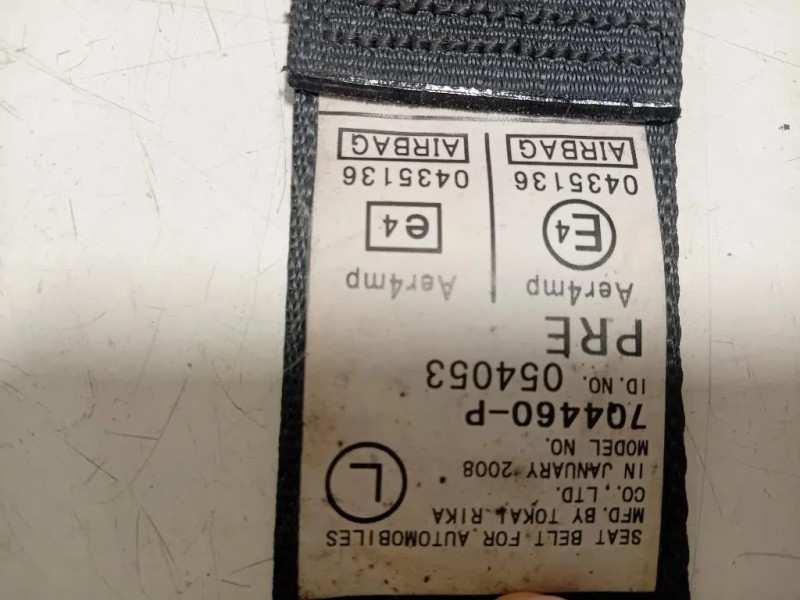 SEAT BELT FOR AUTOMOBILES
MFD. BY TOKAI RIKA
CO., LTD.
IN JANUARY 2008
L
MODEL NO.
7Q4460-P
ID. NO. 054053
PRE
Aer4mp
E4
0435136
AIRBAG
Aer4mp
e4
0435136
AIRBAG